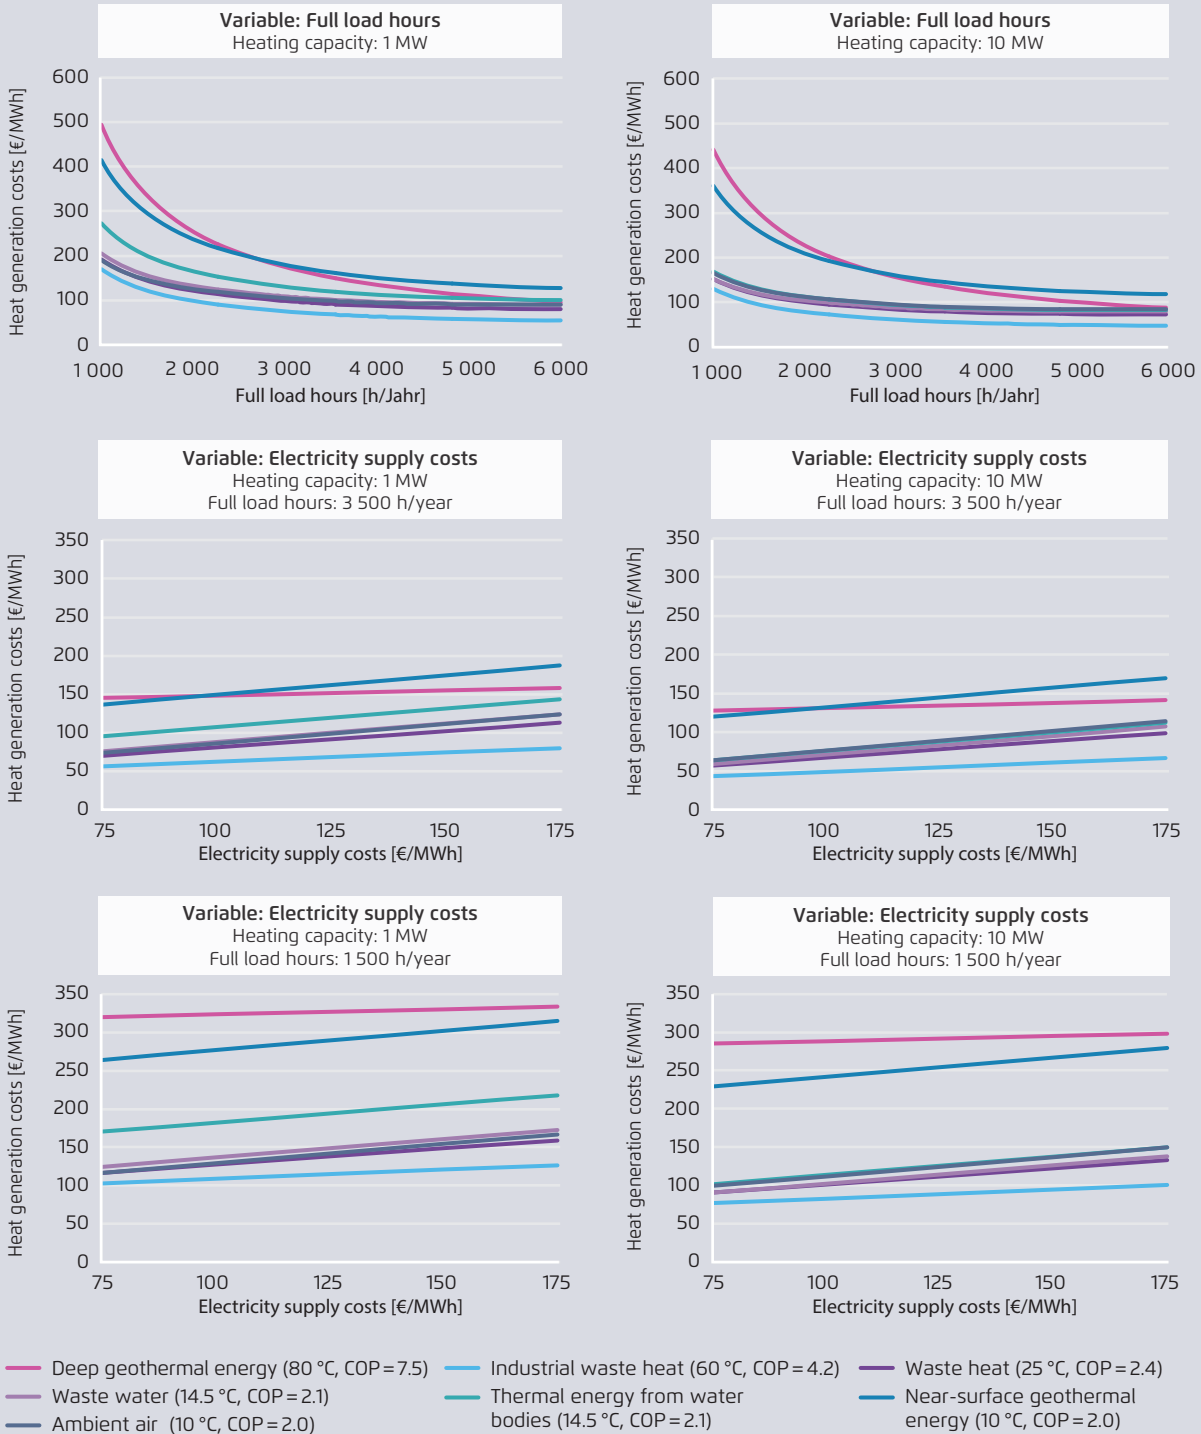 Variable: Full load hours
Heating capacity: 1 MW
Heat generation costs [€/MWh]
600
500
400
300
200
100
0
1 000 2 000 3 000 4 000 5 000 6 000
Full load hours [h/Jahr]
Variable: Full load hours
Heating capacity: 10 MW
Heat generation costs [€/MWh]
600
500
400
300
200
100
0
1 000 2 000 3 000 4 000 5 000 6 000
Full load hours [h/Jahr]
Variable: Electricity supply costs
Heating capacity: 1 MW
Full load hours: 3 500 h/year
Heat generation costs [€/MWh]
350
300
250
200
150
100
50
0
75 100 125 150 175
Electricity supply costs [€/MWh]
Variable: Electricity supply costs
Heating capacity: 10 MW
Full load hours: 3 500 h/year
Heat generation costs [€/MWh]
350
300
250
200
150
100
50
0
75 100 125 150 175
Electricity supply costs [€/MWh]
Variable: Electricity supply costs
Heating capacity: 1 MW
Full load hours: 1 500 h/year
Heat generation costs [€/MWh]
350
300
250
200
150
100
50
0
75 100 125 150 175
Electricity supply costs [€/MWh]
Variable: Electricity supply costs
Heating capacity: 10 MW
Full load hours: 1 500 h/year
Heat generation costs [€/MWh]
350
300
250
200
150
100
50
0
75 100 125 150 175
Electricity supply costs [€/MWh]
Deep geothermal energy (80 °C, COP = 7.5)
Waste water (14.5 °C, COP = 2.1)
Ambient air (10 °C, COP = 2.0)
Industrial waste heat (60 °C, COP = 4.2)
Thermal energy from water
bodies (14.5 °C, COP = 2.1)
Waste heat (25 °C, COP = 2.4)
Near-surface geothermal
energy (10 °C, COP = 2.0)